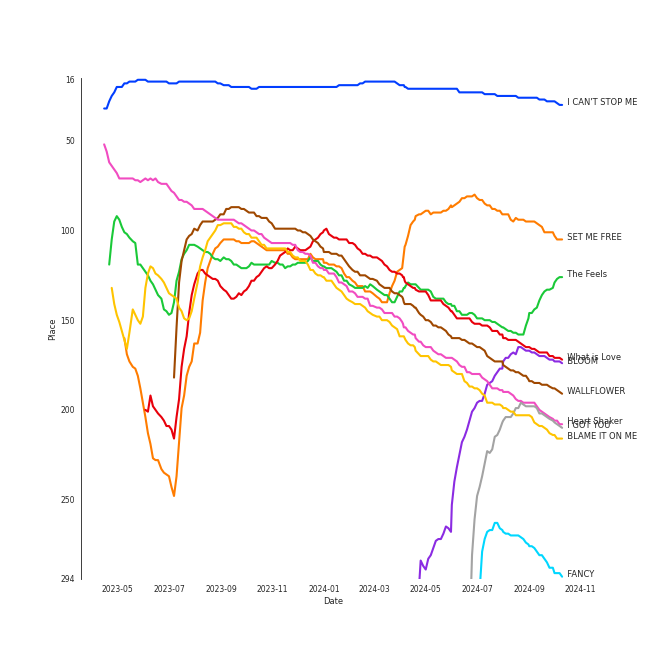 16
50
100
150
200
250
294
Place
2023-05
2023-07
2023-09
2023-11
2024-01
2024-03
2024-05
2024-07
2024-09
2024-11
Date
I CAN'T STOP ME
SET ME FREE
The Feels
What is Love
BLOOM
WALLFLOWER
Heart Shaker
I GOT YOU
BLAME IT ON ME
FANCY